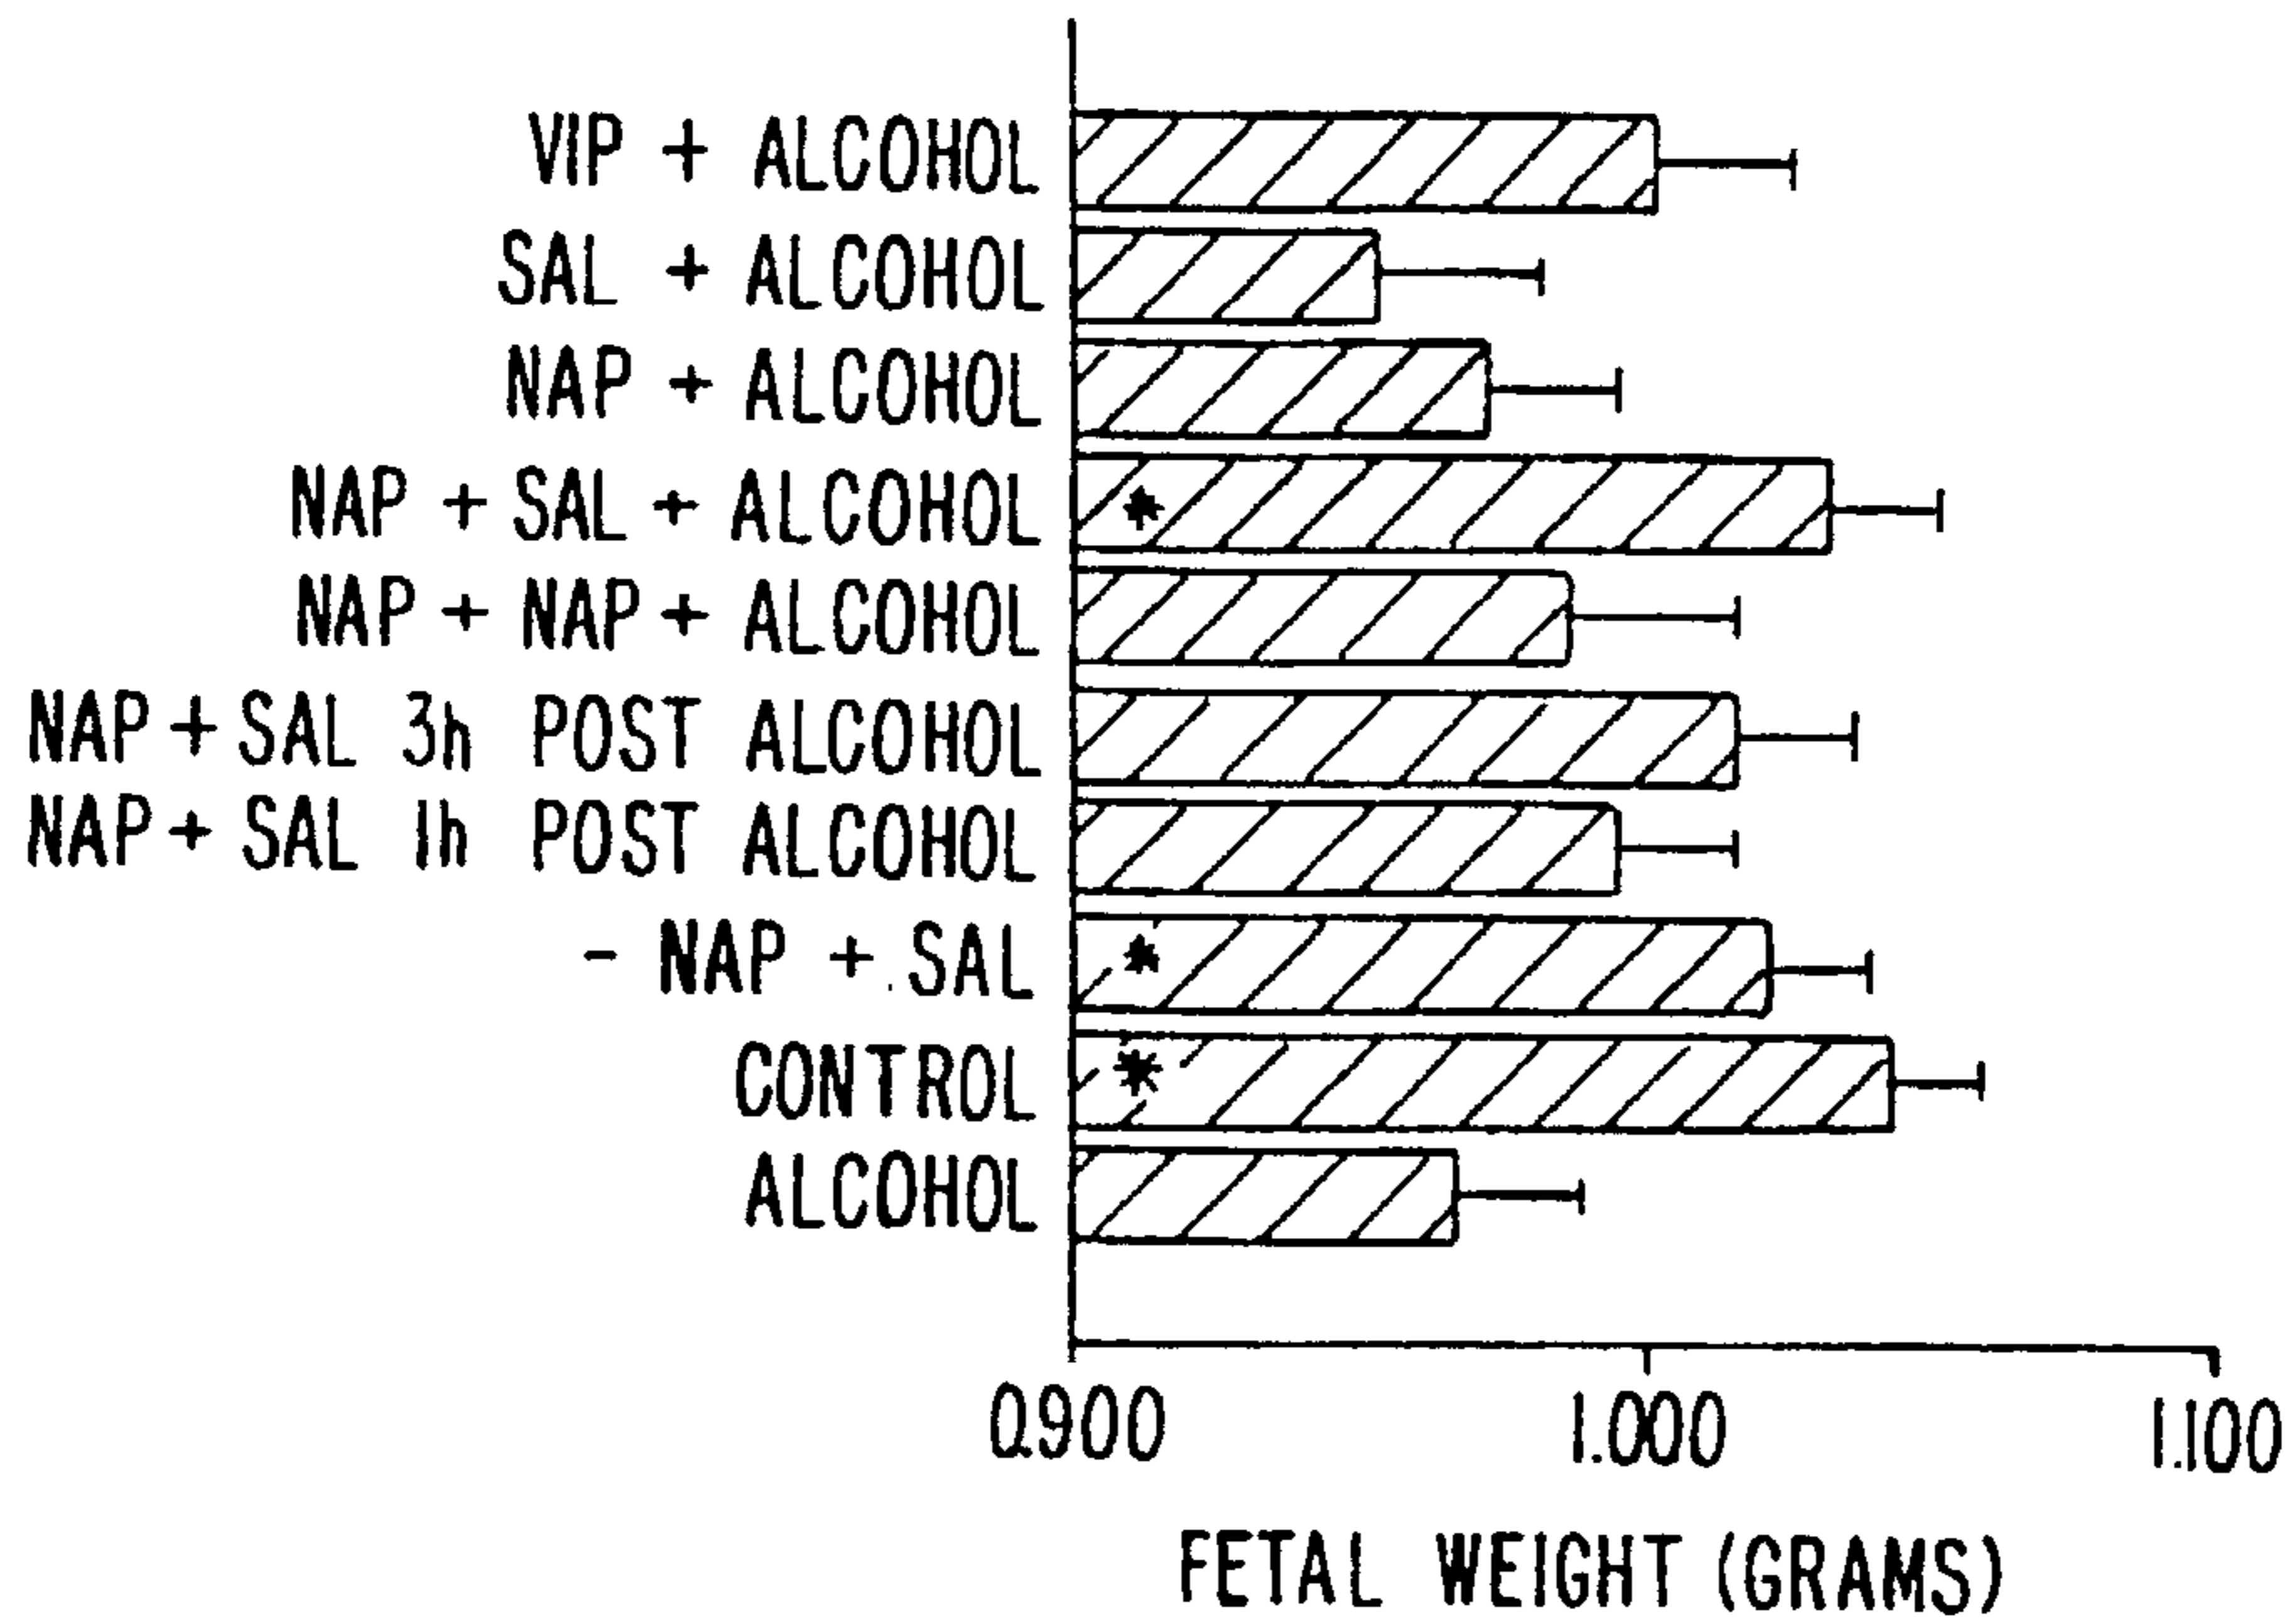 VIP + ALCOHOL
SAL + ALCOHOL
NAP + ALCOHOL
NAP + SAL + ALCOHOL
*
NAP + NAP + ALCOHOL
NAP + SAL 3h POST ALCOHOL
NAP + SAL 1h POST ALCOHOL
- NAP + SAL
*
CONTROL
*
ALCOHOL
0.900 1.000 1.100
FETAL WEIGHT (GRAMS)